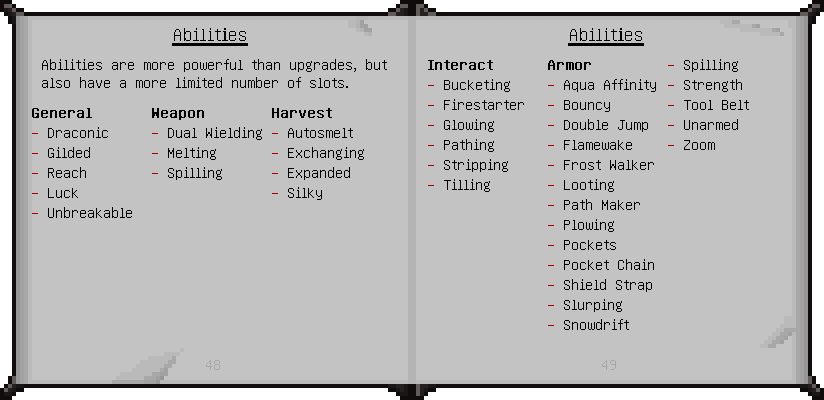 Abilities
Abilities are more powerful than upgrades, but
also have a more limited number of slots.
General
- Draconic
- Gilded
- Reach
- Luck
- Unbreakable
Weapon
- Dual Wielding
- Melting
- Spilling
Harvest
- Autosmelt
- Exchanging
- Expanded
- Silky
48
Abilities
Interact
- Bucketing
- Firestarter
- Glowing
- Pathing
- Stripping
- Tilling
Armor
- Aqua Affinity
- Bouncy
- Double Jump
- Flamewake
- Frost Walker
- Looting
- Path Maker
- Plowing
- Pockets
- Pocket Chain
- Shield Strap
- Slurping
- Snowdrift
- Spilling
- Strength
- Tool Belt
- Unarmed
- Zoom
49